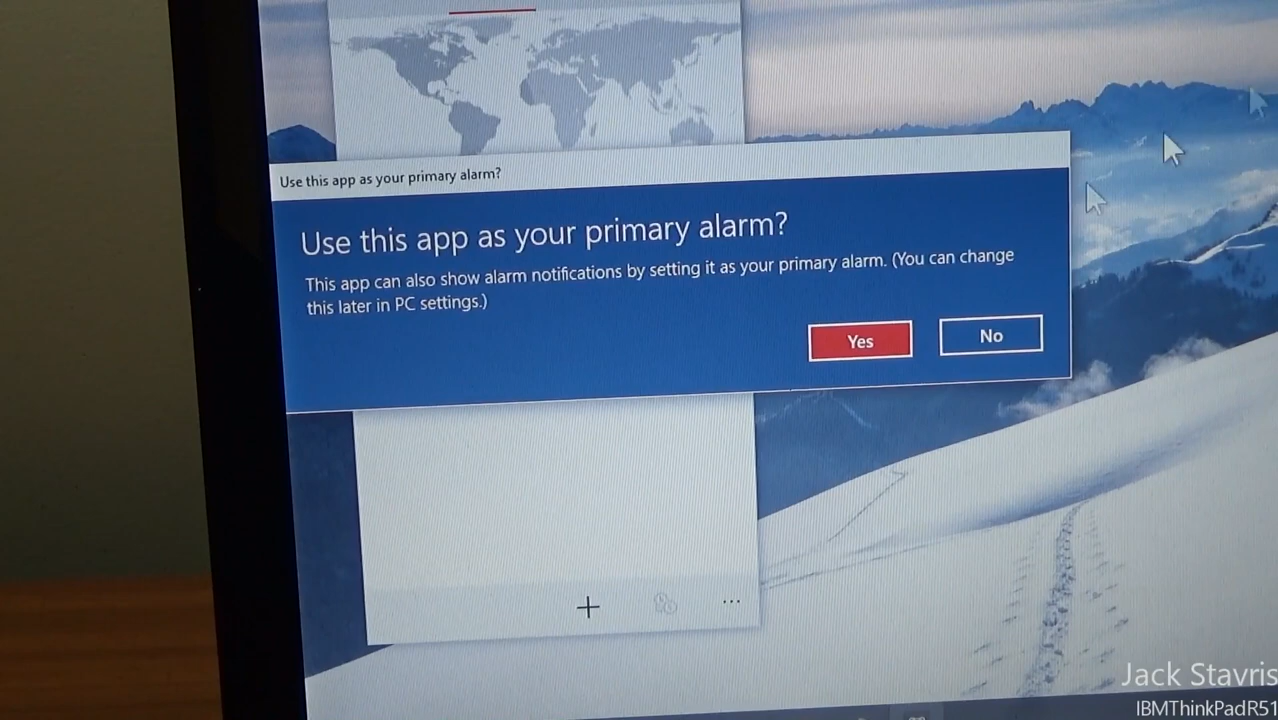 Use this app as your primary alarm?
Use this app as your primary alarm?
This app can also show alarm notifications by setting it as your primary alarm. (You can change
this later in PC settings.)
Yes No
Jack Stavris
IBMThinkPadR51